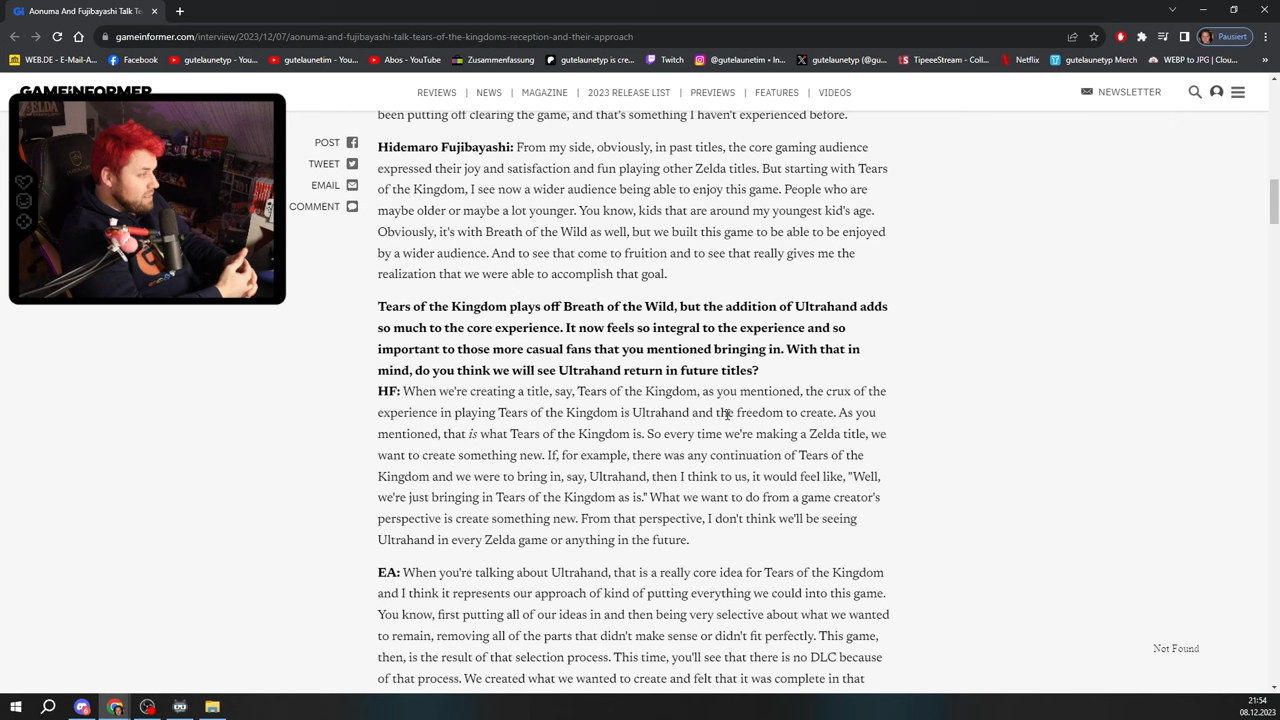 Aonuma And Fujibayashi Talk Tears
gameinformer.com/interview/2023/12/07/aonuma-and-fujibayashi-talk-tears-of-the-kingdoms-reception-and-their-approach
Pausiert
WEB.DE - E-Mail-A...
Facebook
gutelaunetyp - You...
gutelaunetim - You...
Abos - YouTube
Zusammenfassung
gutelaunetyp is cre...
Twitch
@gutelaunetim • In...
gutelaunetyp (@gu...
TipeeeStream - Coll...
Netflix
gutelaunetyp Merch
WEBP to JPG | Clou...
GAMEINFORMER
REVIEWS | NEWS | MAGAZINE | 2023 RELEASE LIST | PREVIEWS | FEATURES | VIDEOS
NEWSLETTER
POST
TWEET
EMAIL
COMMENT
been putting off clearing the game, and that's something I haven't experienced before.
Hidemaro Fujibayashi: From my side, obviously, in past titles, the core gaming audience
expressed their joy and satisfaction and fun playing other Zelda titles. But starting with Tears
of the Kingdom, I see now a wider audience being able to enjoy this game. People who are
maybe older or maybe a lot younger. You know, kids that are around my youngest kid's age.
Obviously, it's with Breath of the Wild as well, but we built this game to be able to be enjoyed
by a wider audience. And to see that come to fruition and to see that really gives me the
realization that we were able to accomplish that goal.
Tears of the Kingdom plays off Breath of the Wild, but the addition of Ultrahand adds
so much to the core experience. It now feels so integral to the experience and so
important to those more casual fans that you mentioned bringing in. With that in
mind, do you think we will see Ultrahand return in future titles?
HF: When we're creating a title, say, Tears of the Kingdom, as you mentioned, the crux of the
experience in playing Tears of the Kingdom is Ultrahand and the freedom to create. As you
mentioned, that is what Tears of the Kingdom is. So every time we're making a Zelda title, we
want to create something new. If, for example, there was any continuation of Tears of the
Kingdom and we were to bring in, say, Ultrahand, then I think to us, it would feel like, "Well,
we're just bringing in Tears of the Kingdom as is." What we want to do from a game creator's
perspective is create something new. From that perspective, I don't think we'll be seeing
Ultrahand in every Zelda game or anything in the future.
EA: When you're talking about Ultrahand, that is a really core idea for Tears of the Kingdom
and I think it represents our approach of kind of putting everything we could into this game.
You know, first putting all of our ideas in and then being very selective about what we wanted
to remain, removing all of the parts that didn't make sense or didn't fit perfectly. This game,
then, is the result of that selection process. This time, you'll see that there is no DLC because
of that process. We created what we wanted to create and felt that it was complete in that
Not Found
21:54
08.12.2023